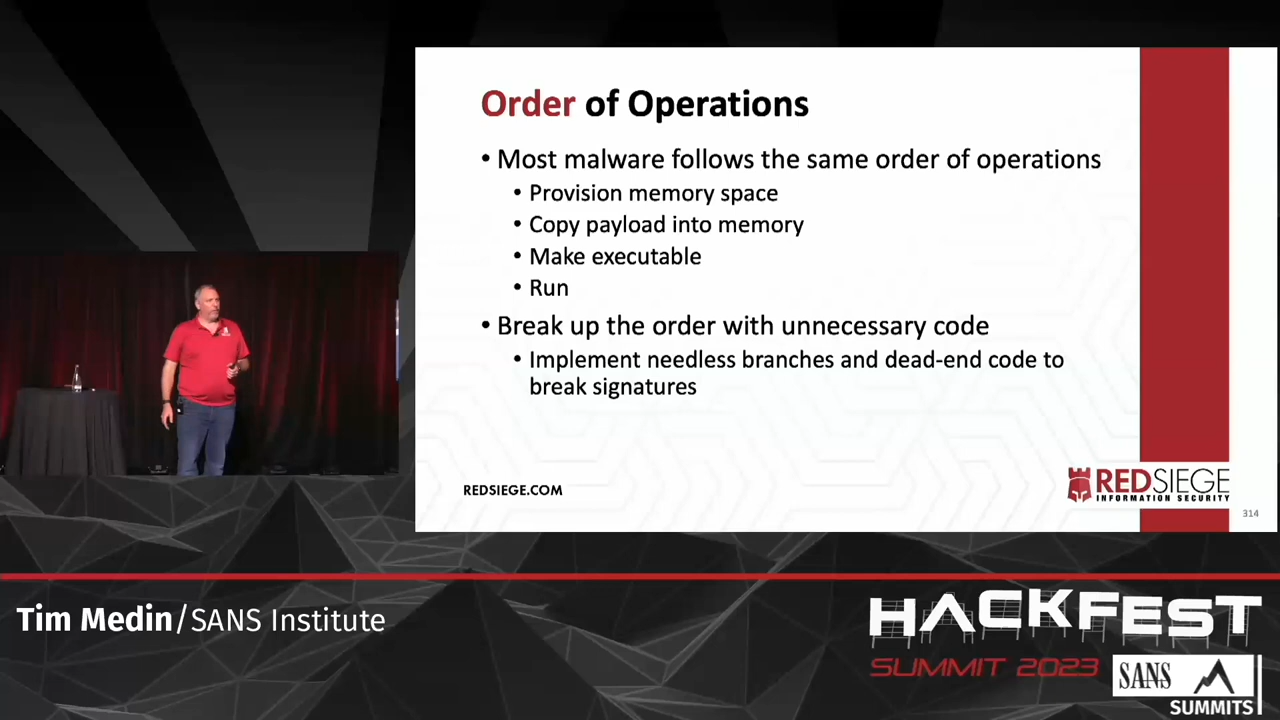 Order of Operations
• Most malware follows the same order of operations
• Provision memory space
• Copy payload into memory
• Make executable
• Run
• Break up the order with unnecessary code
• Implement needless branches and dead-end code to
break signatures
REDSIEGE.COM
REDSIEGE
INFORMATION SECURITY
314
Tim Medin/SANS Institute
HACKFEST
SUMMIT 2023
SANS
SUMMITS